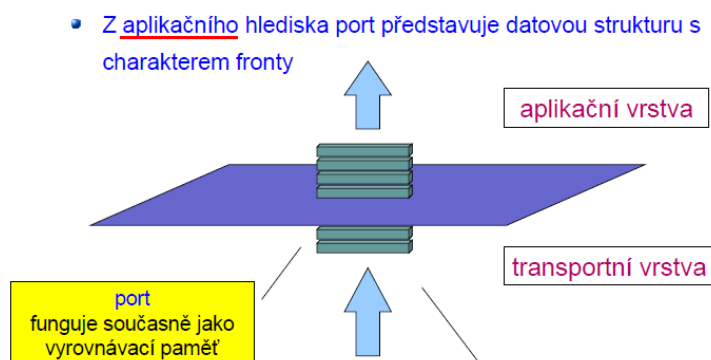 Z aplikačního hlediska port představuje datovou strukturu s
charakterem fronty
aplikační vrstva
transportní vrstva
port
funguje současně jako
vyrovnávací paměť